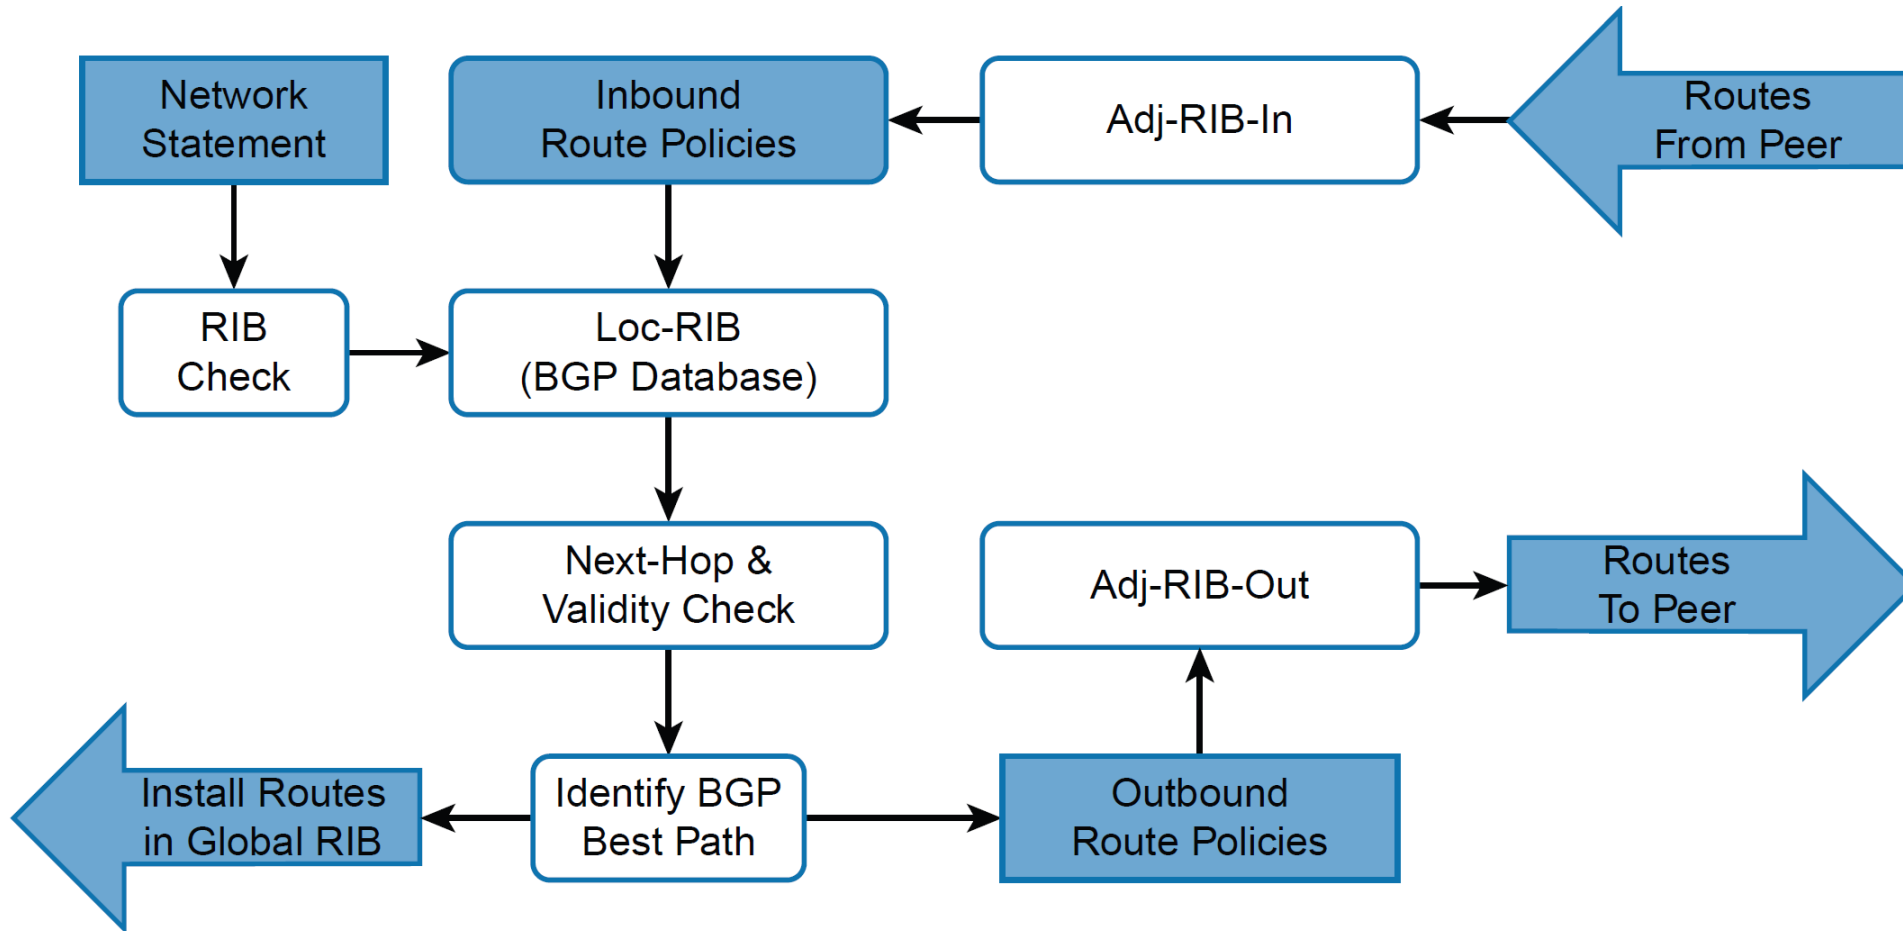 Network
Statement
Inbound
Route Policies
Adj-RIB-In
Routes
From Peer
RIB
Check
Loc-RIB
(BGP Database)
Next-Hop &
Validity Check
Adj-RIB-Out
Routes
To Peer
Install Routes
in Global RIB
Identify BGP
Best Path
Outbound
Route Policies